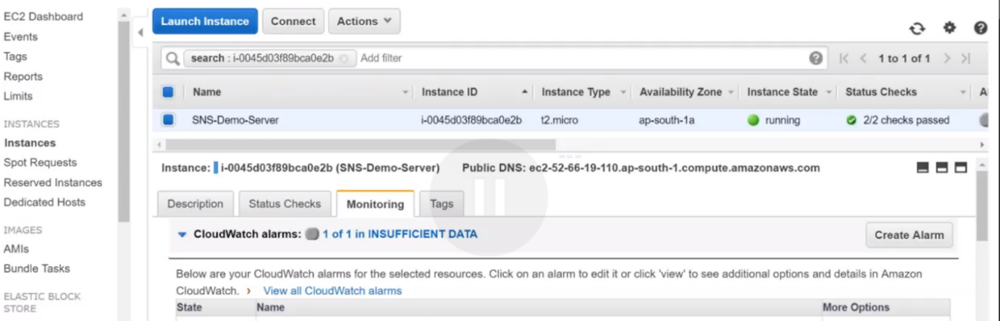 EC2 Dashboard
Events
Tags
Reports
Limits
INSTANCES
Instances
Spot Requests
Reserved Instances
Dedicated Hosts
IMAGES
AMIs
Bundle Tasks
ELASTIC BLOCK
STORE
Launch Instance Connect Actions
search : i-0045d03f89bca0e2b Add filter 1 to 1 of 1
Name Instance ID Instance Type Availability Zone Instance State Status Checks
SNS-Demo-Server i-0045d03f89bca0e2b t2.micro ap-south-1a running 2/2 checks passed
Instance: i-0045d03f89bca0e2b (SNS-Demo-Server) Public DNS: ec2-52-66-19-110.ap-south-1.compute.amazonaws.com
Description Status Checks Monitoring Tags
CloudWatch alarms: 1 of 1 in INSUFFICIENT DATA Create Alarm
Below are your CloudWatch alarms for the selected resources. Click on an alarm to edit it or click 'view' to see additional options and details in Amazon
CloudWatch. › View all CloudWatch alarms
State Name More Options